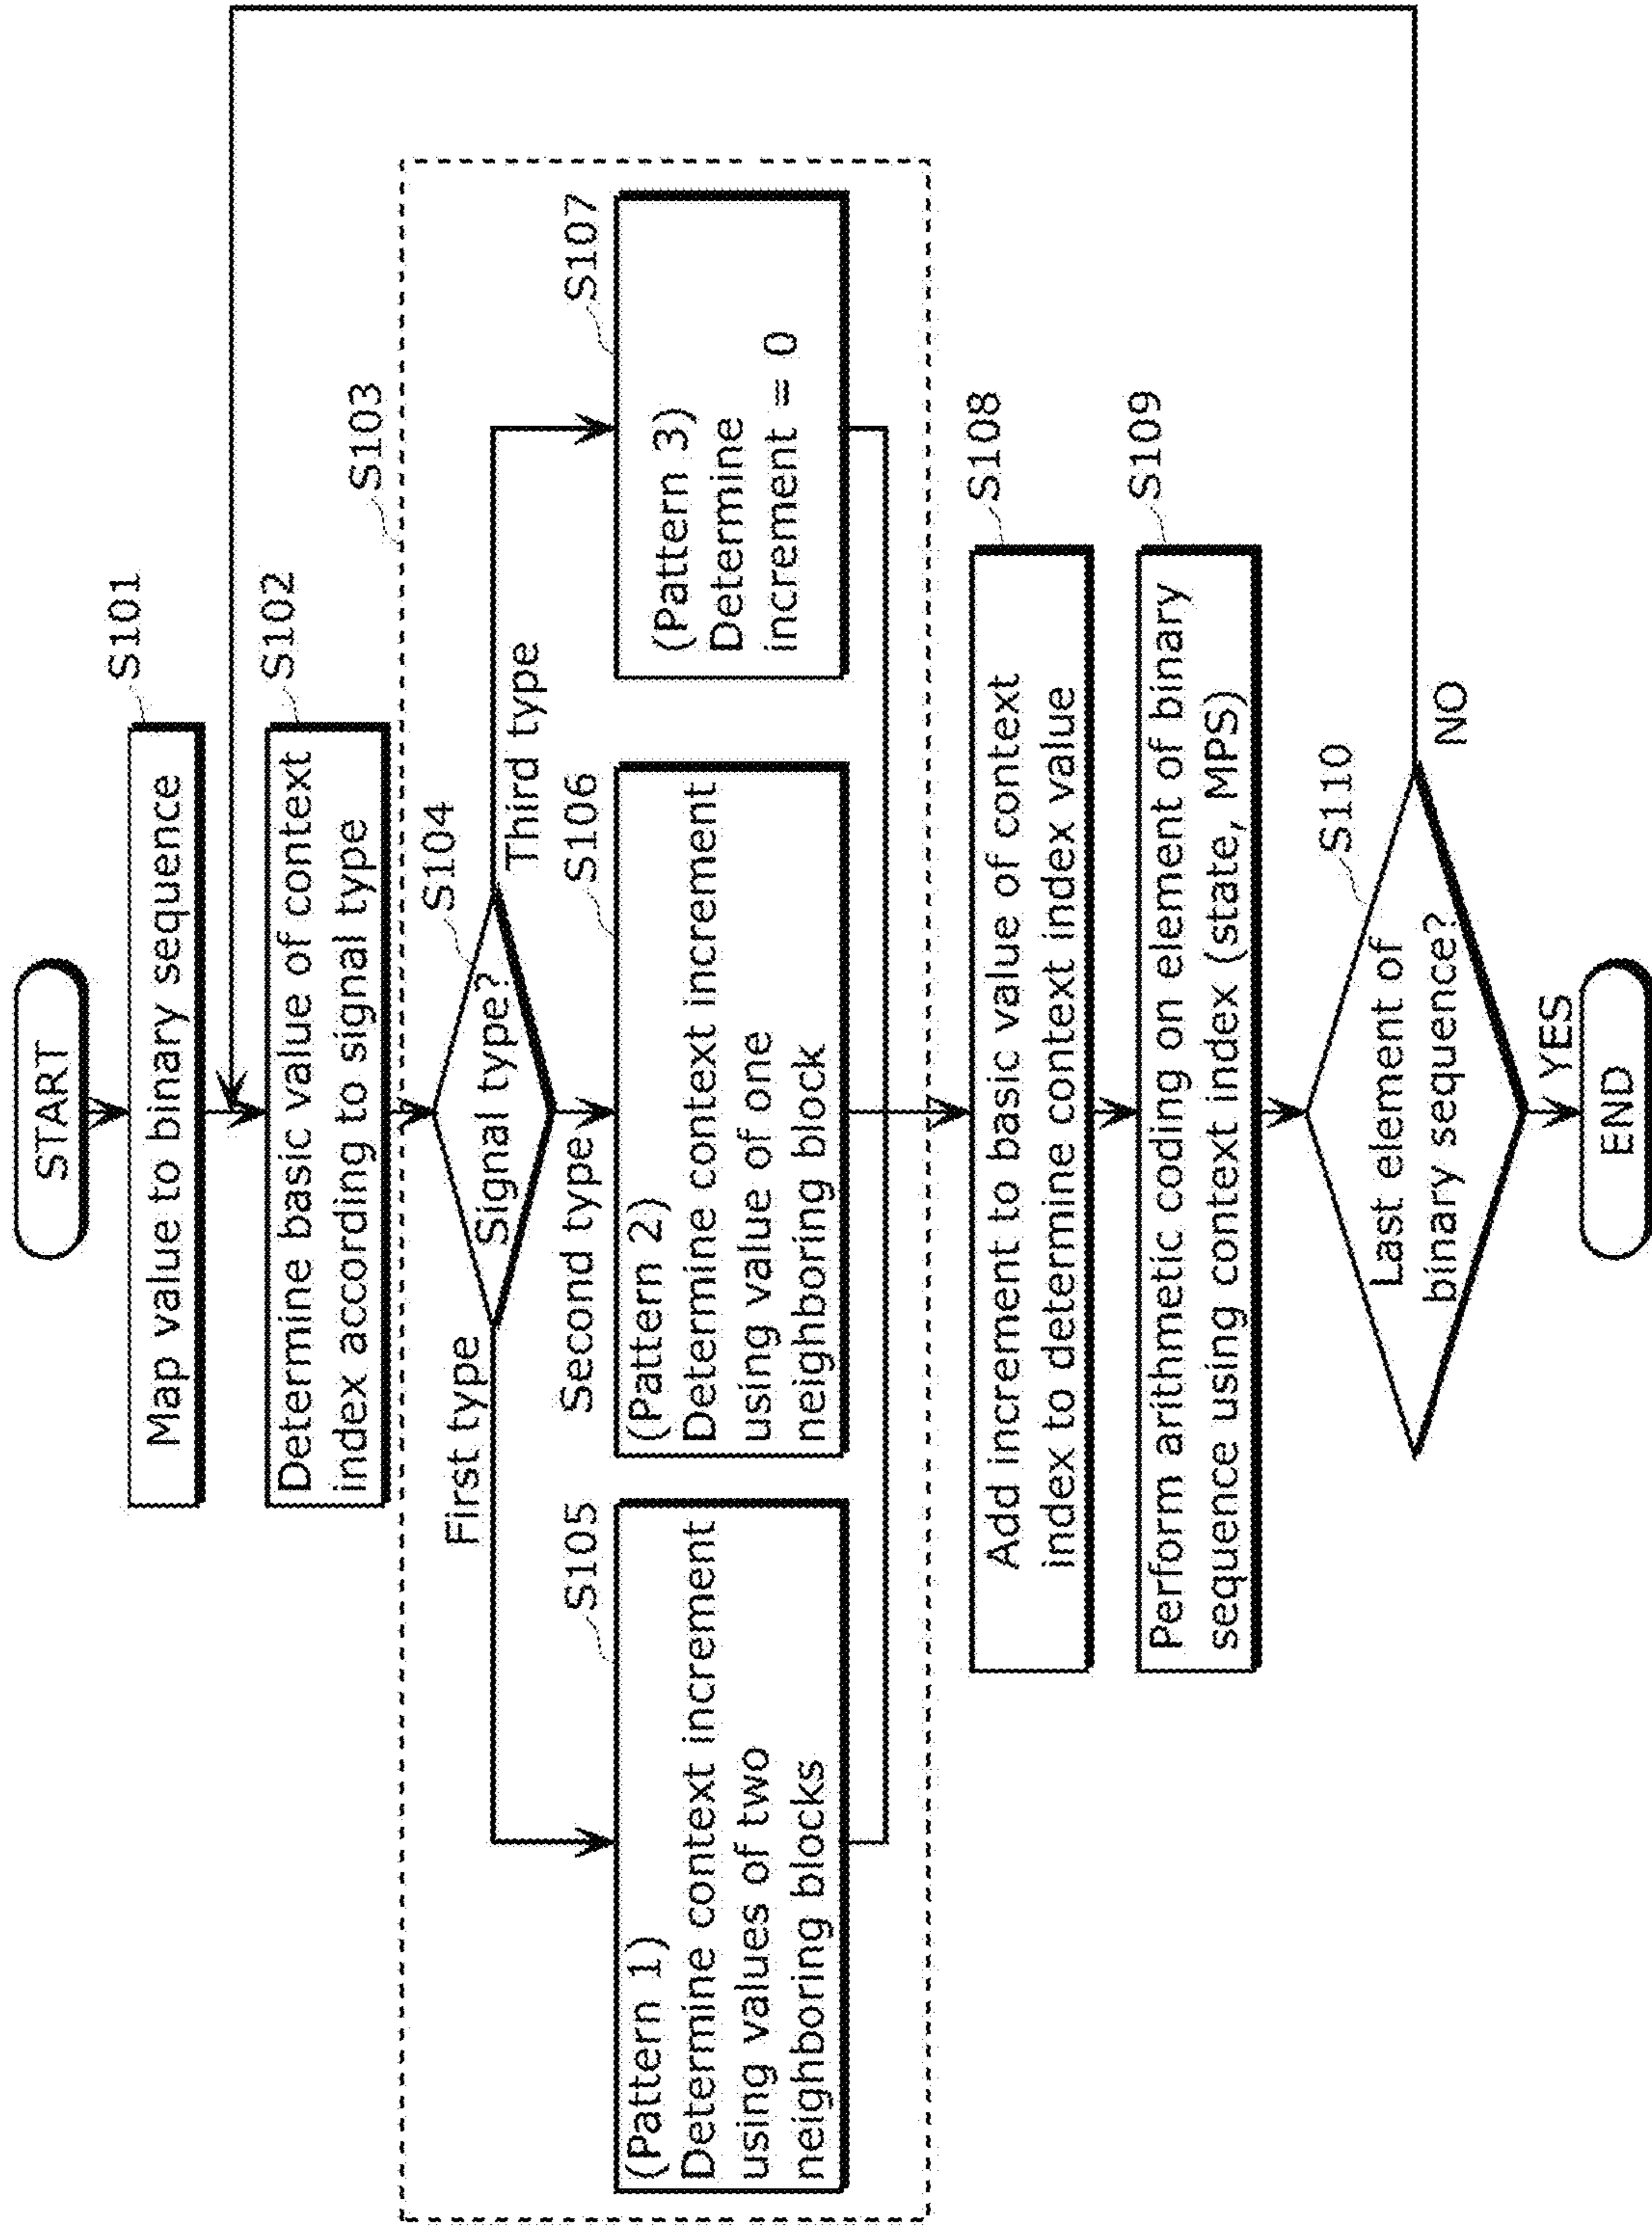 START
S101
Map value to binary sequence
S102
Determine basic value of context
index according to signal type
S103
S104
Signal type?
First type
Second type
Third type
S105
(Pattern 1)
Determine context increment
using values of two
neighboring blocks
S106
(Pattern 2)
Determine context increment
using value of one
neighboring block
S107
(Pattern 3)
Determine
increment = 0
S108
Add increment to basic value of context
index to determine context index value
S109
Perform arithmetic coding on element of binary
sequence using context index (state, MPS)
S110
Last element of
binary sequence?
NO
YES
END